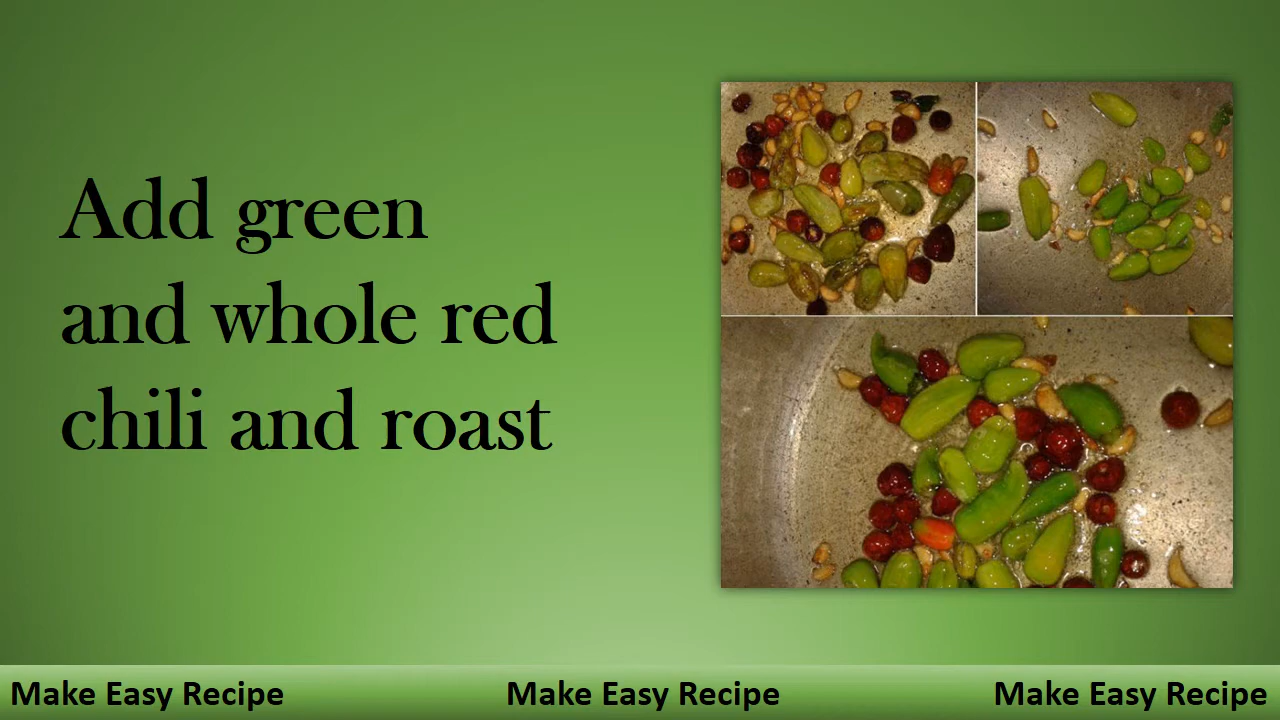 Add green
and whole red
chili and roast
Make Easy Recipe Make Easy Recipe Make Easy Recipe